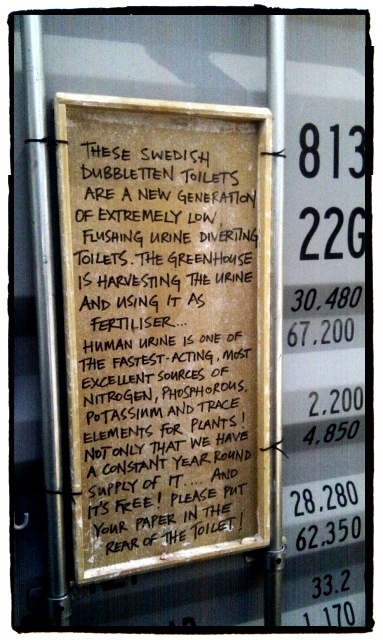 THESE SWEDISH
DUBBLETTEN TOILETS
ARE A NEW GENERATION
OF EXTREMELY LOW
FLUSHING URINE DIVERTING
TOILETS. THE GREENHOUSE
IS HARVESTING THE URINE
AND USING IT AS
FERTILISER...
HUMAN URINE IS ONE OF
THE FASTEST-ACTING, MOST
EXCELLENT SOURCES OF
NITROGEN, PHOSPHOROUS,
POTASSIUM AND TRACE
ELEMENTS FOR PLANTS!
NOT ONLY THAT WE HAVE
A CONSTANT YEAR ROUND
SUPPLY OF IT.... AND
IT'S FREE! PLEASE PUT
YOUR PAPER IN THE
REAR OF THE TOILET!
813
22G
30.480
67.200
2.200
4.850
28.280
62.350
33.2
1.170